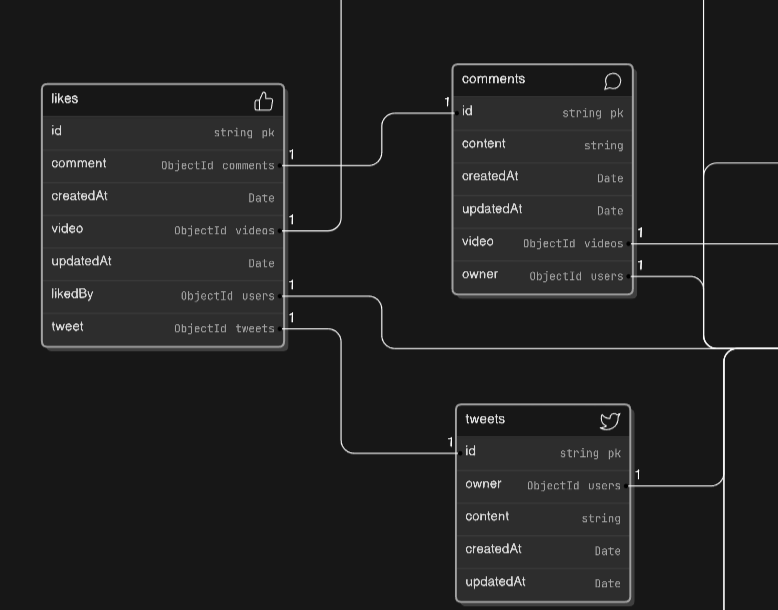 likes
id string pk
comment ObjectId comments 1
createdAt Date
video ObjectId videos 1
updatedAt Date
likedBy ObjectId users 1
tweet ObjectId tweets 1
comments
1 id string pk
content string
createdAt Date
updatedAt Date
video ObjectId videos 1
owner ObjectId users 1
tweets
1 id string pk
owner ObjectId users 1
content string
createdAt Date
updatedAt Date